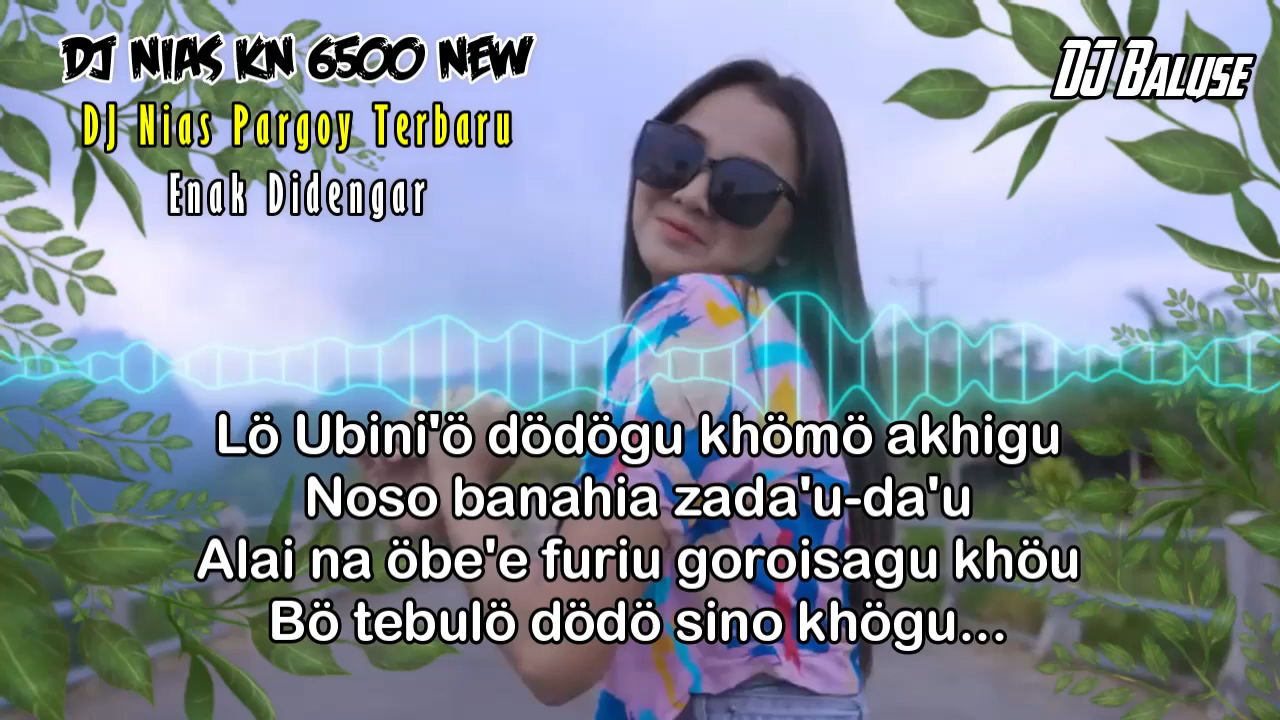 DJ NIAS KN 6500 NEW
DJ Nias Pargoy Terbaru
Enak Didengar
DJ Baluse
Lö Ubini'ö dödögu khömö akhigu
Noso banahia zada'u-da'u
Alai na öbe'e furiu goroisagu khöu
Bö tebulö dödö sino khögu...